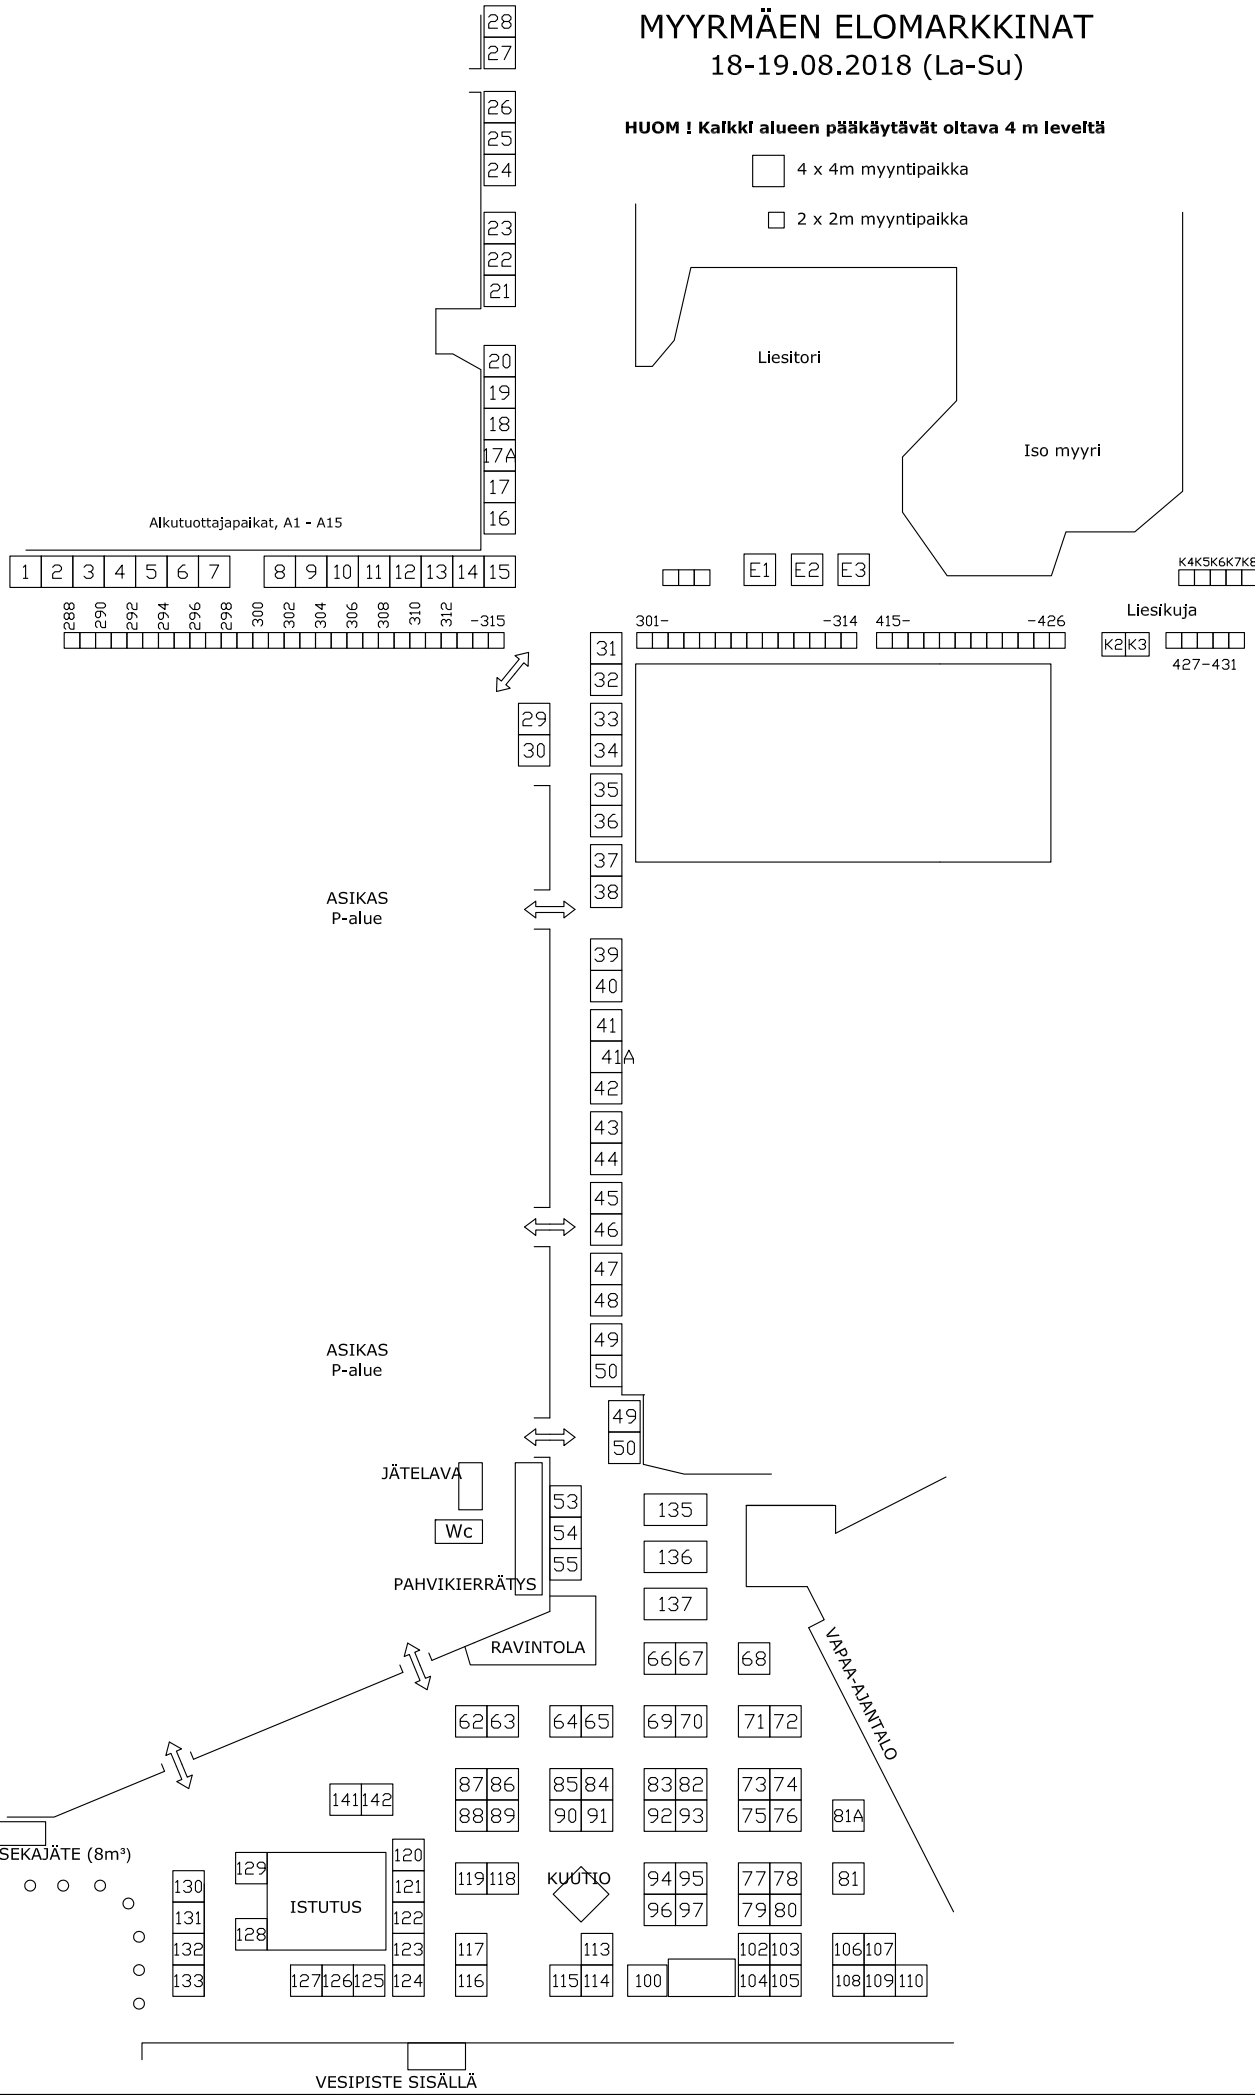 MYYRMÄEN ELOMARKKINAT
18-19.08.2018 (La-Su)
HUOM ! Kaikki alueen pääkäytävät oltava 4 m leveitä
4 x 4m myyntipaikka
2 x 2m myyntipaikka
28
27
26
25
24
23
22
21
20
19
18
17A
17
16
Liesitori
Iso myyri
Alkutuottajapaikat, A1 - A15
1 2 3 4 5 6 7 8 9 10 11 12 13 14 15
E1 E2 E3
K4K5K6K7K8
288 290 292 294 296 298 300 302 304 306 308 310 312 -315
301- -314 415- -426
Liesikuja
K2 K3
427-431
31
32
29
30
33
34
35
36
37
38
ASIKAS
P-alue
39
40
41
41A
42
43
44
45
46
47
48
49
50
ASIKAS
P-alue
49
50
JÄTELAVA
Wc
PAHVIKIERRÄTYS
53
54
55
135
136
137
RAVINTOLA
VAPAA-AJANTALO
66 67 68
62 63 64 65 69 70 71 72
87 86 85 84 83 82 73 74
88 89 90 91 92 93 75 76 81A
141 142
SEKAJÄTE (8m³)
129
128
ISTUTUS
130
131
132
133
120
121
122
123
124
127 126 125
119 118
KUUTIO
94 95 77 78 81
96 97 79 80
117 113 102 103 106 107
116 115 114 100 104 105 108 109 110
VESIPISTE SISÄLLÄ